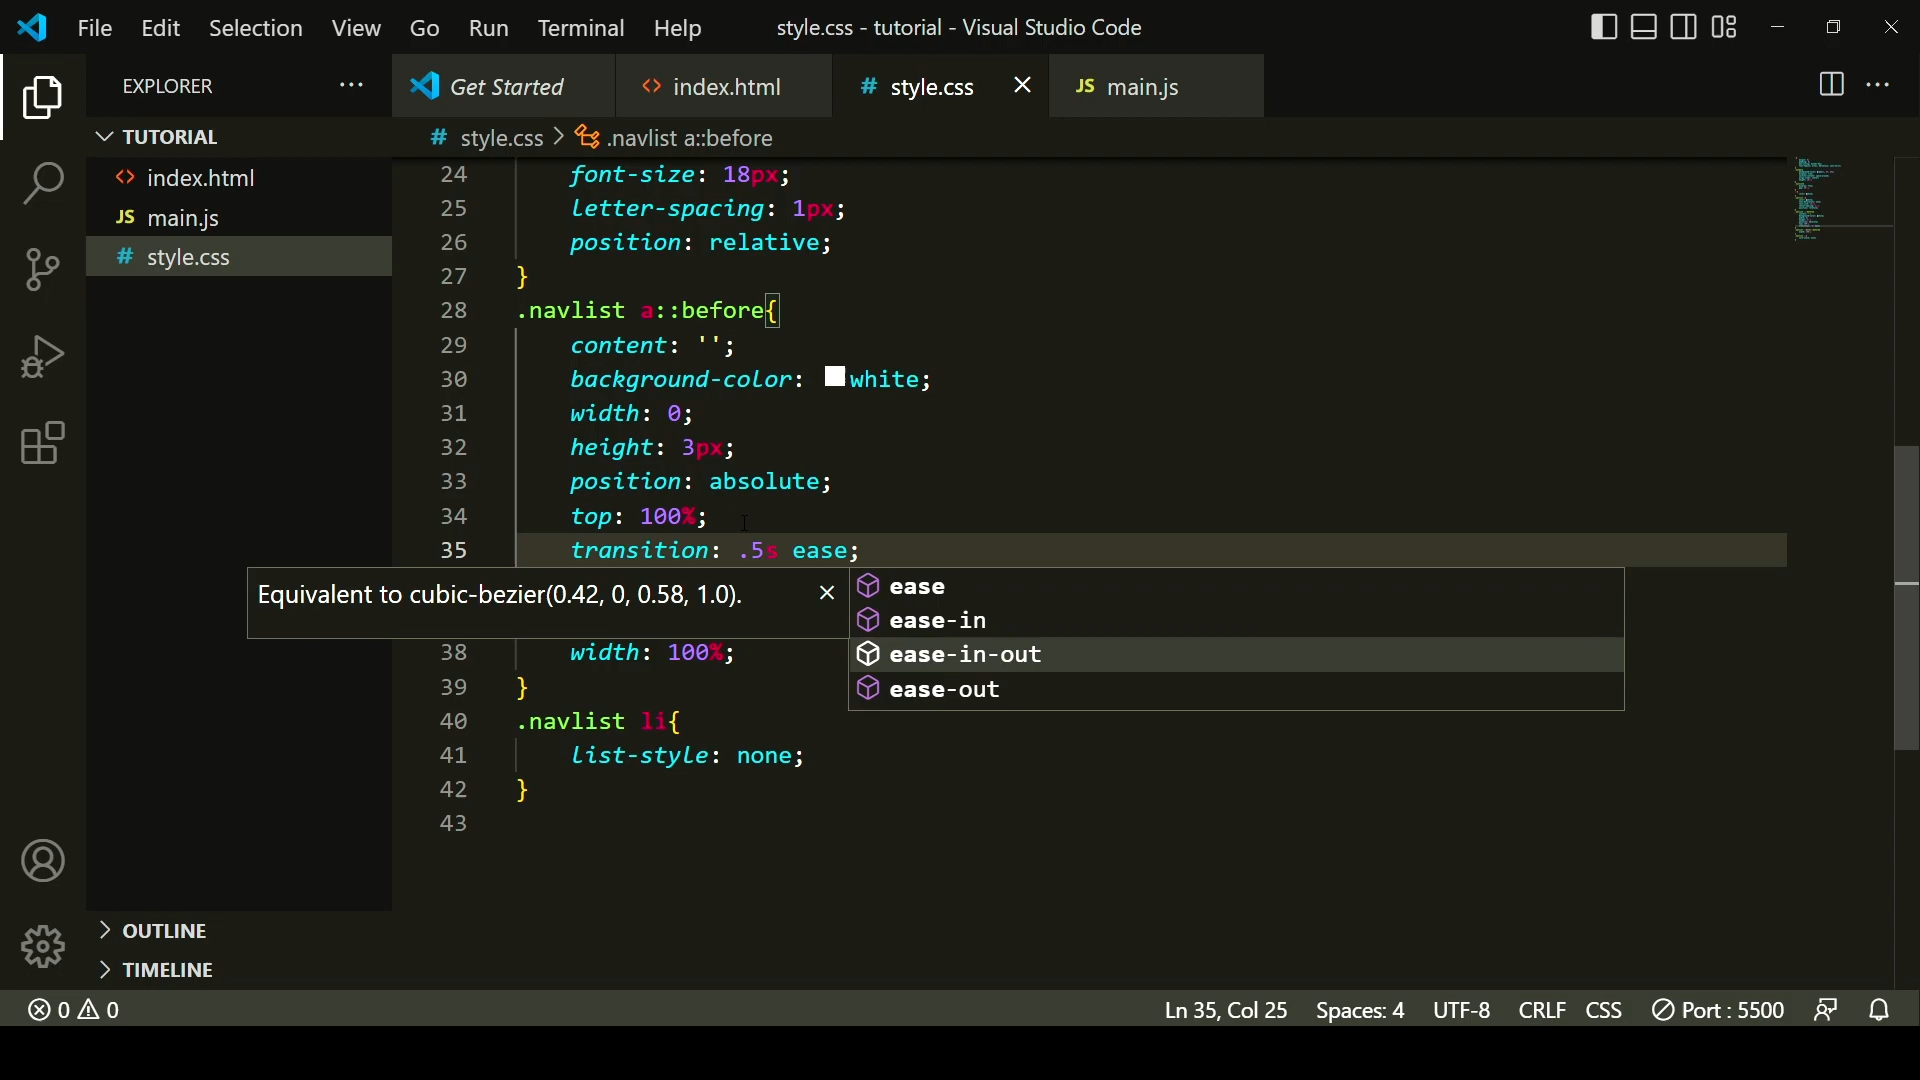 File Edit Selection View Go Run Terminal Help style.css - tutorial - Visual Studio Code
EXPLORER
Get Started index.html style.css main.js
TUTORIAL
style.css > .navlist a::before
index.html
main.js
style.css
24 font-size: 18px;
25 letter-spacing: 1px;
26 position: relative;
27 }
28 .navlist a::before{
29 content: '';
30 background-color: white;
31 width: 0;
32 height: 3px;
33 position: absolute;
34 top: 100%;
35 transition: .5s ease;
Equivalent to cubic-bezier(0.42, 0, 0.58, 1.0).
ease
ease-in
ease-in-out
ease-out
38 width: 100%;
39 }
40 .navlist li{
41 list-style: none;
42 }
43
OUTLINE
TIMELINE
0 0 Ln 35, Col 25 Spaces: 4 UTF-8 CRLF CSS Port : 5500